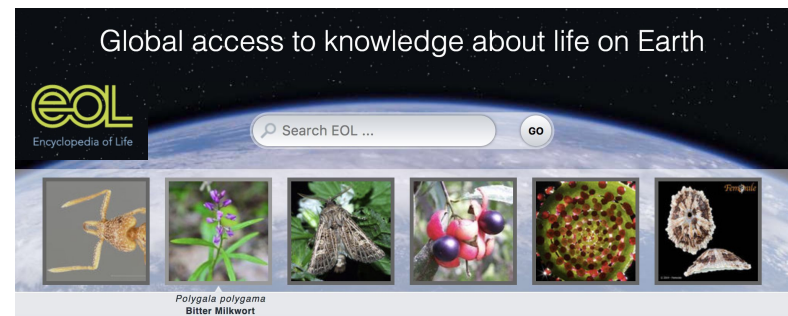 Global access to knowledge about life on Earth
eOL
Encyclopedia of Life
Search EOL ...
GO
Polygala polygama
Bitter Milkwort